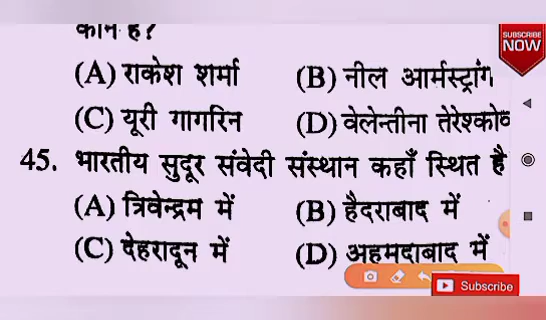 कौन है?
(A) राकेश शर्मा (B) नील आर्मस्ट्रांग
(C) यूरी गागरिन (D) वेलेन्तीना तेरेश्कोव
45. भारतीय सुदूर संवेदी संस्थान कहाँ स्थित है
(A) त्रिवेन्द्रम में (B) हैदराबाद में
(C) देहरादून में (D) अहमदाबाद में
SUBSCRIBE
NOW
Subscribe